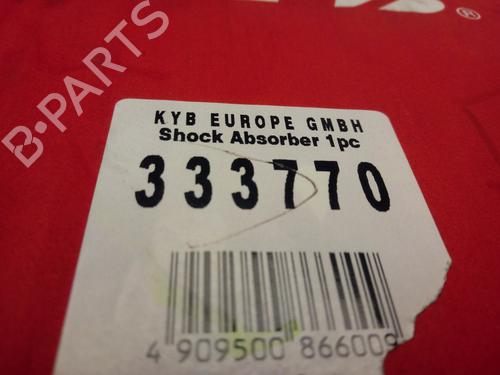 ®
B-PARTS
KYB EUROPE GMBH
Shock Absorber 1pc
333770
4 909500 866009